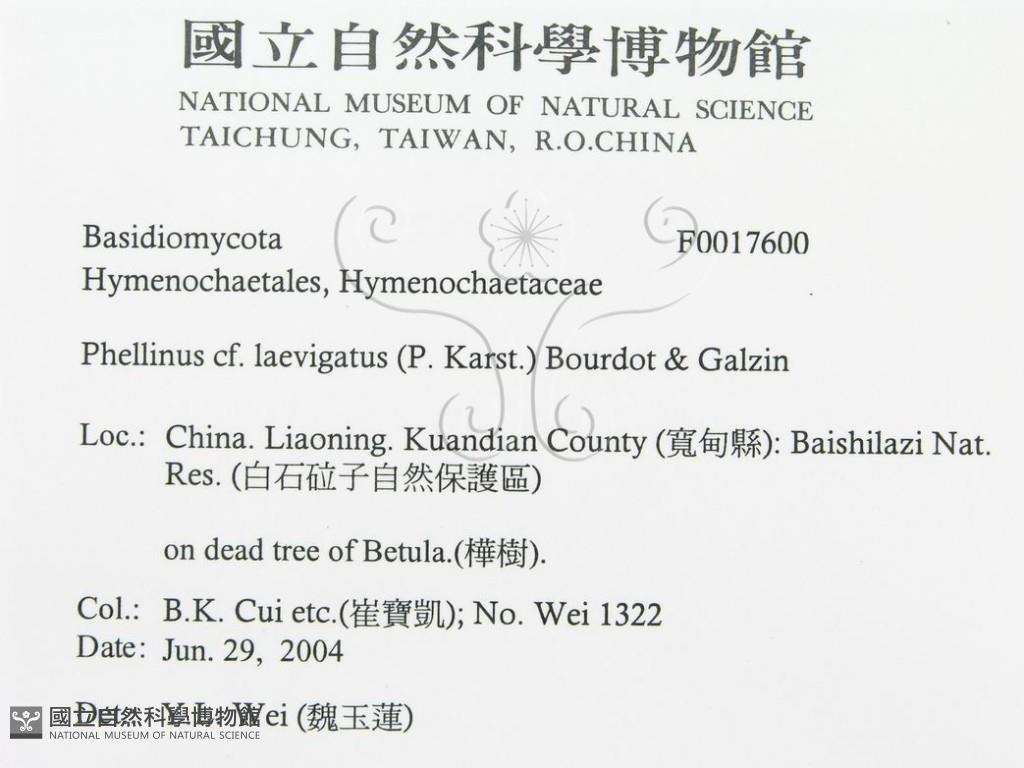 國立自然科學博物館
NATIONAL MUSEUM OF NATURAL SCIENCE
TAICHUNG, TAIWAN, R.O.CHINA
Basidiomycota F0017600
Hymenochaetales, Hymenochaetaceae
Phellinus cf. laevigatus (P. Karst.) Bourdot & Galzin
Loc.: China. Liaoning. Kuandian County (寬甸縣): Baishilazi Nat.
Res. (白石砬子自然保護區)
on dead tree of Betula.(樺樹).
Col.: B.K. Cui etc.(崔寶凱); No. Wei 1322
Date: Jun. 29, 2004
Det.: Y.L. Wei (魏玉蓮)
國立自然科學博物館
NATIONAL MUSEUM OF NATURAL SCIENCE